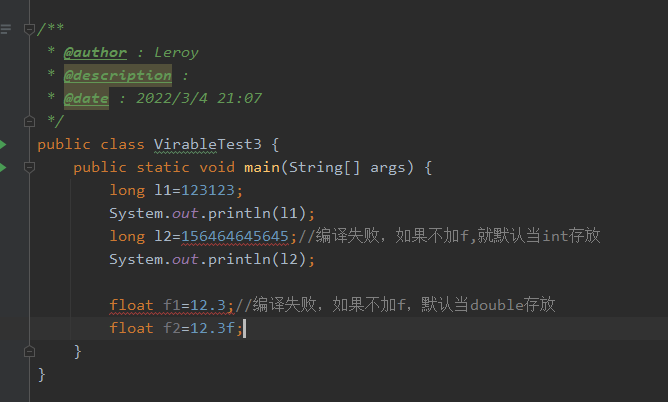 /**
 * @author : Leroy
 * @description :
 * @date : 2022/3/4 21:07
 */
public class VirableTest3 {
    public static void main(String[] args) {
        long l1=123123;
        System.out.println(l1);
        long l2=156464645645;//编译失败，如果不加f,就默认当int存放
        System.out.println(l2);

        float f1=12.3;//编译失败，如果不加f，默认当double存放
        float f2=12.3f;
    }
}